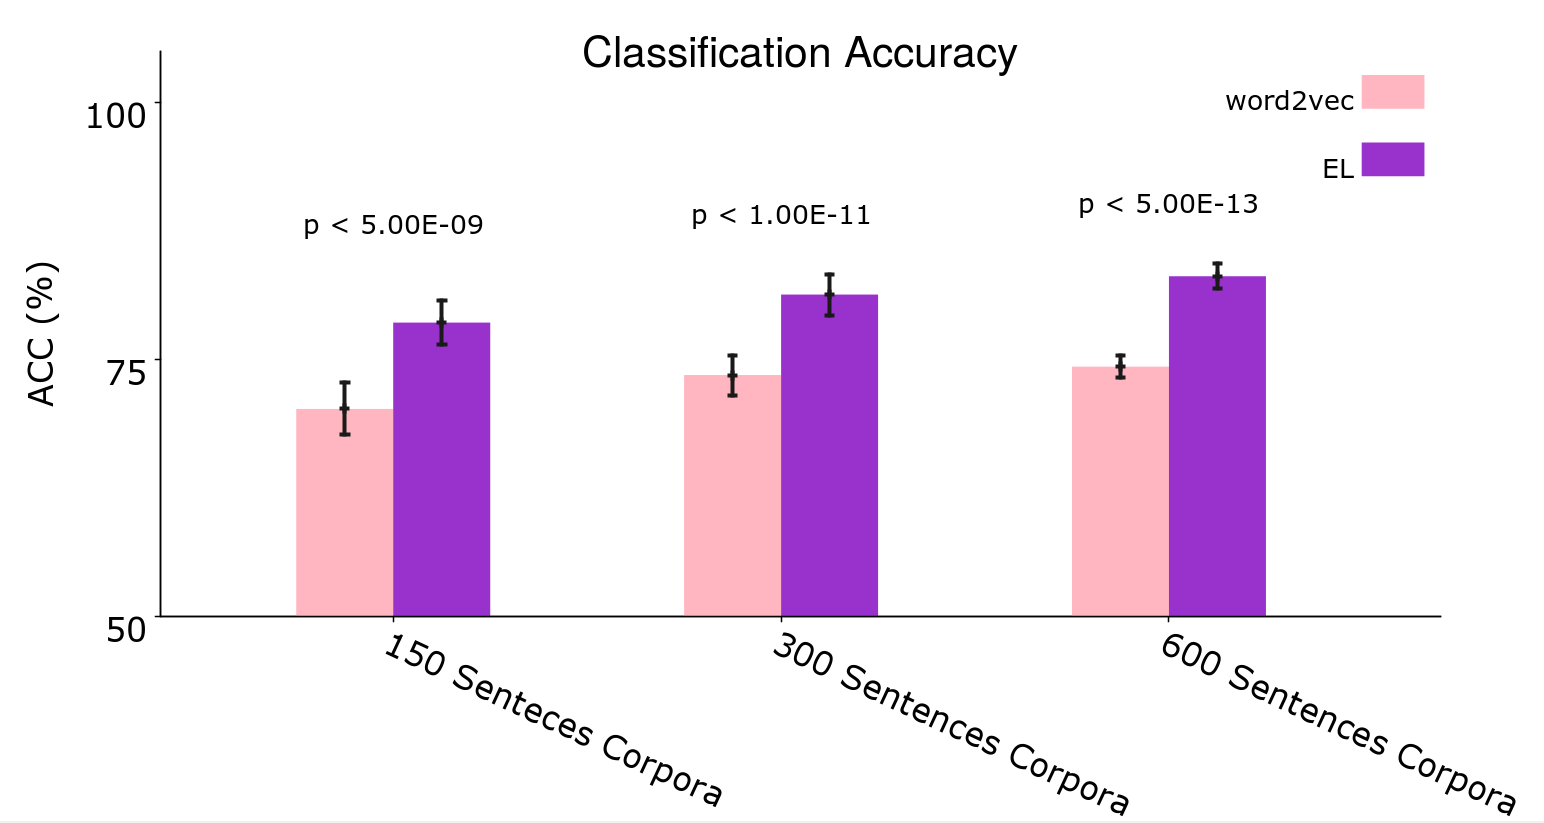 Classification Accuracy
word2vec
EL
p < 5.00E-09
p < 1.00E-11
p < 5.00E-13
ACC (%)
100
75
50
150 Senteces Corpora
300 Sentences Corpora
600 Sentences Corpora